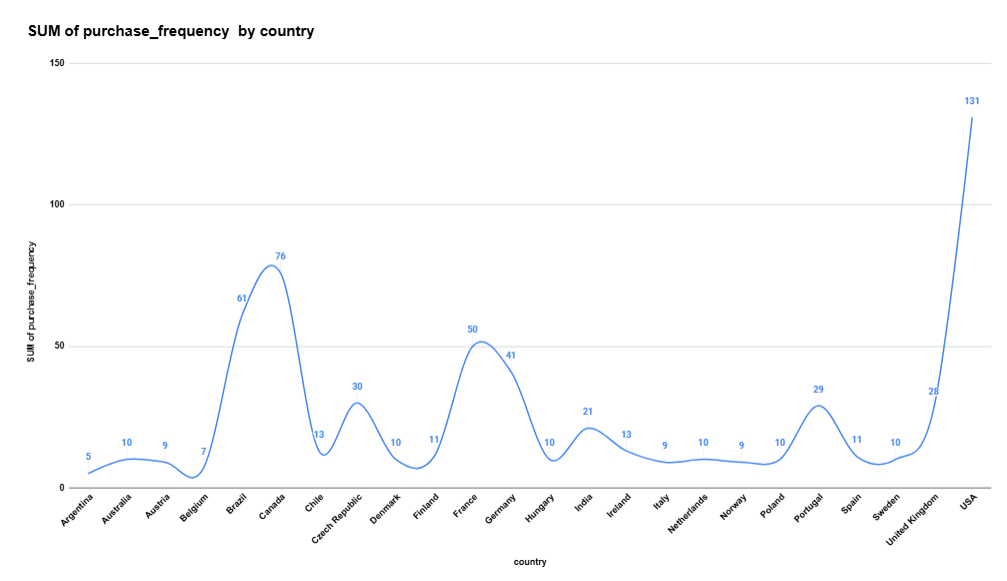 SUM of purchase_frequency  by country
150
100
50
0
SUM of purchase_frequency
5
10
9
7
61
76
13
30
10
11
50
41
10
21
13
9
10
9
10
29
11
10
28
131
Argentina
Australia
Austria
Belgium
Brazil
Canada
Chile
Czech Republic
Denmark
Finland
France
Germany
Hungary
India
Ireland
Italy
Netherlands
Norway
Poland
Portugal
Spain
Sweden
United Kingdom
USA
country